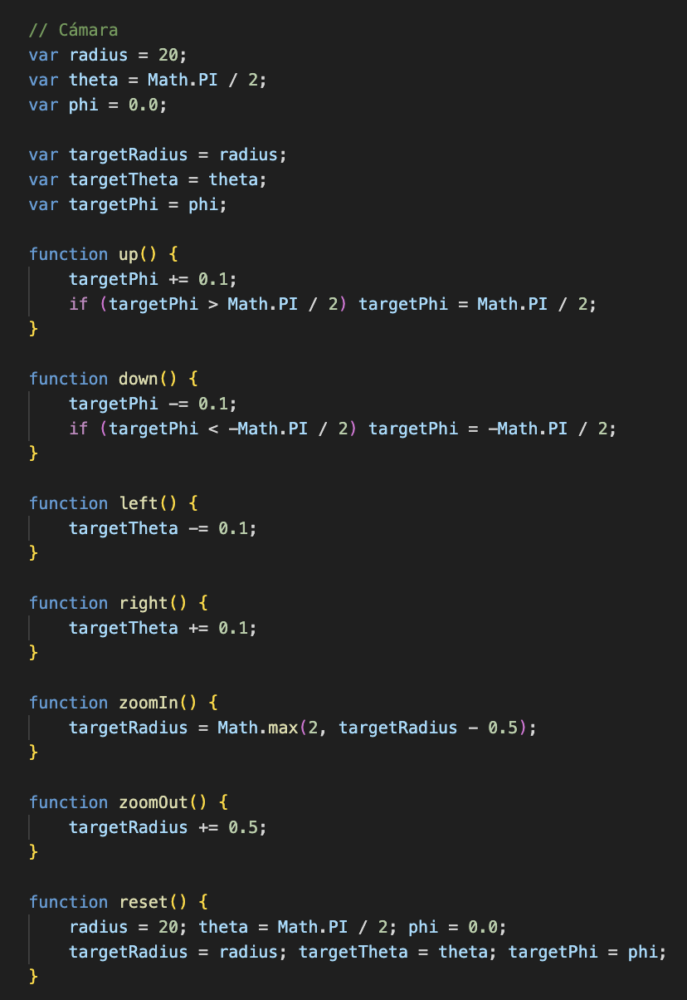 // Cámara
var radius = 20;
var theta = Math.PI / 2;
var phi = 0.0;

var targetRadius = radius;
var targetTheta = theta;
var targetPhi = phi;

function up() {
    targetPhi += 0.1;
    if (targetPhi > Math.PI / 2) targetPhi = Math.PI / 2;
}

function down() {
    targetPhi -= 0.1;
    if (targetPhi < -Math.PI / 2) targetPhi = -Math.PI / 2;
}

function left() {
    targetTheta -= 0.1;
}

function right() {
    targetTheta += 0.1;
}

function zoomIn() {
    targetRadius = Math.max(2, targetRadius - 0.5);
}

function zoomOut() {
    targetRadius += 0.5;
}

function reset() {
    radius = 20; theta = Math.PI / 2; phi = 0.0;
    targetRadius = radius; targetTheta = theta; targetPhi = phi;
}